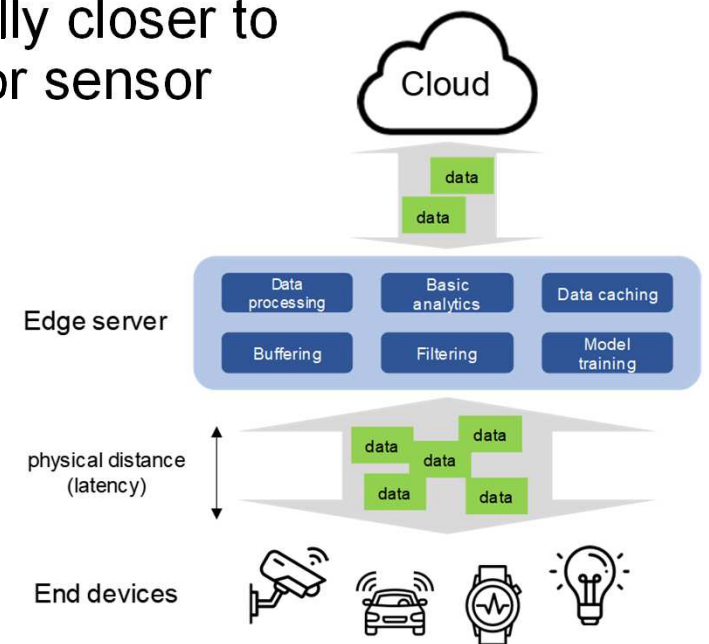 lly closer to
or sensor
Cloud
data
data
Edge server
Data
processing
Basic
analytics
Data caching
Buffering
Filtering
Model
training
physical distance
(latency)
data
data
data
data
data
End devices